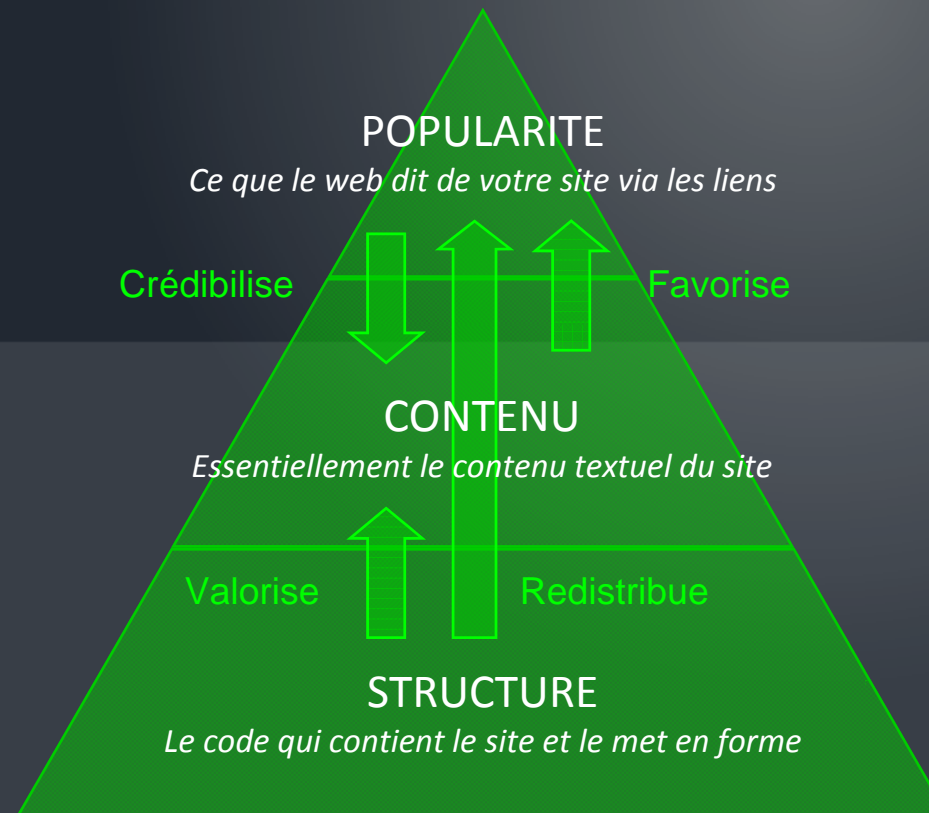 POPULARITE
Ce que le web dit de votre site via les liens
Crédibilise
Favorise
CONTENU
Essentiellement le contenu textuel du site
Valorise
Redistribue
STRUCTURE
Le code qui contient le site et le met en forme